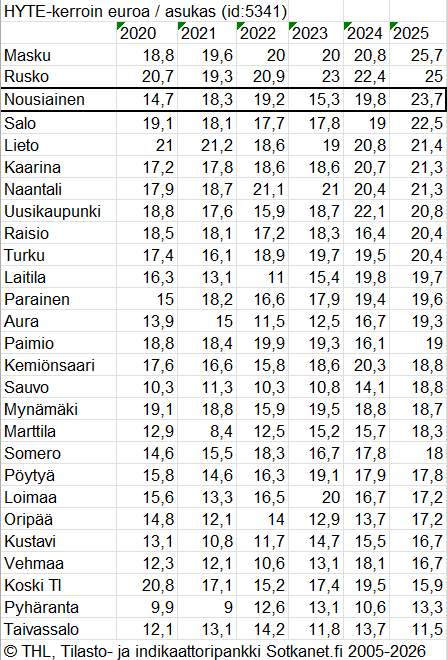 HYTE-kerroin euroa / asukas (id:5341)
2020 2021 2022 2023 2024 2025
Masku 18,8 19,6 20 20 20,8 25,7
Rusko 20,7 19,3 20,9 23 22,4 25
Nousiainen 14,7 18,3 19,2 15,3 19,8 23,7
Salo 19,1 18,1 17,7 17,8 19 22,5
Lieto 21 21,2 18,6 19 20,8 21,4
Kaarina 17,2 17,8 18,6 18,6 20,7 21,3
Naantali 17,9 18,7 21,1 21 20,4 21,3
Uusikaupunki 18,8 17,6 15,9 18,7 22,1 20,8
Raisio 18,5 18,1 17,2 18,3 16,4 20,4
Turku 17,4 16,1 18,9 19,7 19,5 20,4
Laitila 16,3 13,1 11 15,4 19,8 19,7
Parainen 15 18,2 16,6 17,9 19,4 19,6
Aura 13,9 15 11,5 12,5 16,7 19,3
Paimio 18,8 18,4 19,9 19,3 16,1 19
Kemiönsaari 17,6 16,6 15,8 18,6 20,3 18,8
Sauvo 10,3 11,3 10,3 10,8 14,1 18,8
Mynämäki 19,1 18,8 15,9 19,5 18,8 18,7
Marttila 12,9 8,4 12,5 15,2 15,7 18,3
Somero 14,6 15,5 18,3 16,7 17,8 18
Pöytyä 15,8 14,6 16,3 19,1 17,9 17,8
Loimaa 15,6 13,3 16,5 20 16,7 17,2
Oripää 14,8 12,1 14 12,9 13,7 17,2
Kustavi 13,1 10,8 11,7 14,7 15,5 16,7
Vehmaa 12,3 12,1 10,6 13,1 18,1 16,7
Koski Tl 20,8 17,1 15,2 17,4 19,5 15,9
Pyhäranta 9,9 9 12,6 13,1 10,6 13,3
Taivassalo 12,1 13,1 14,2 11,8 13,7 11,5
© THL, Tilasto- ja indikaattoripankki Sotkanet.fi 2005-2026